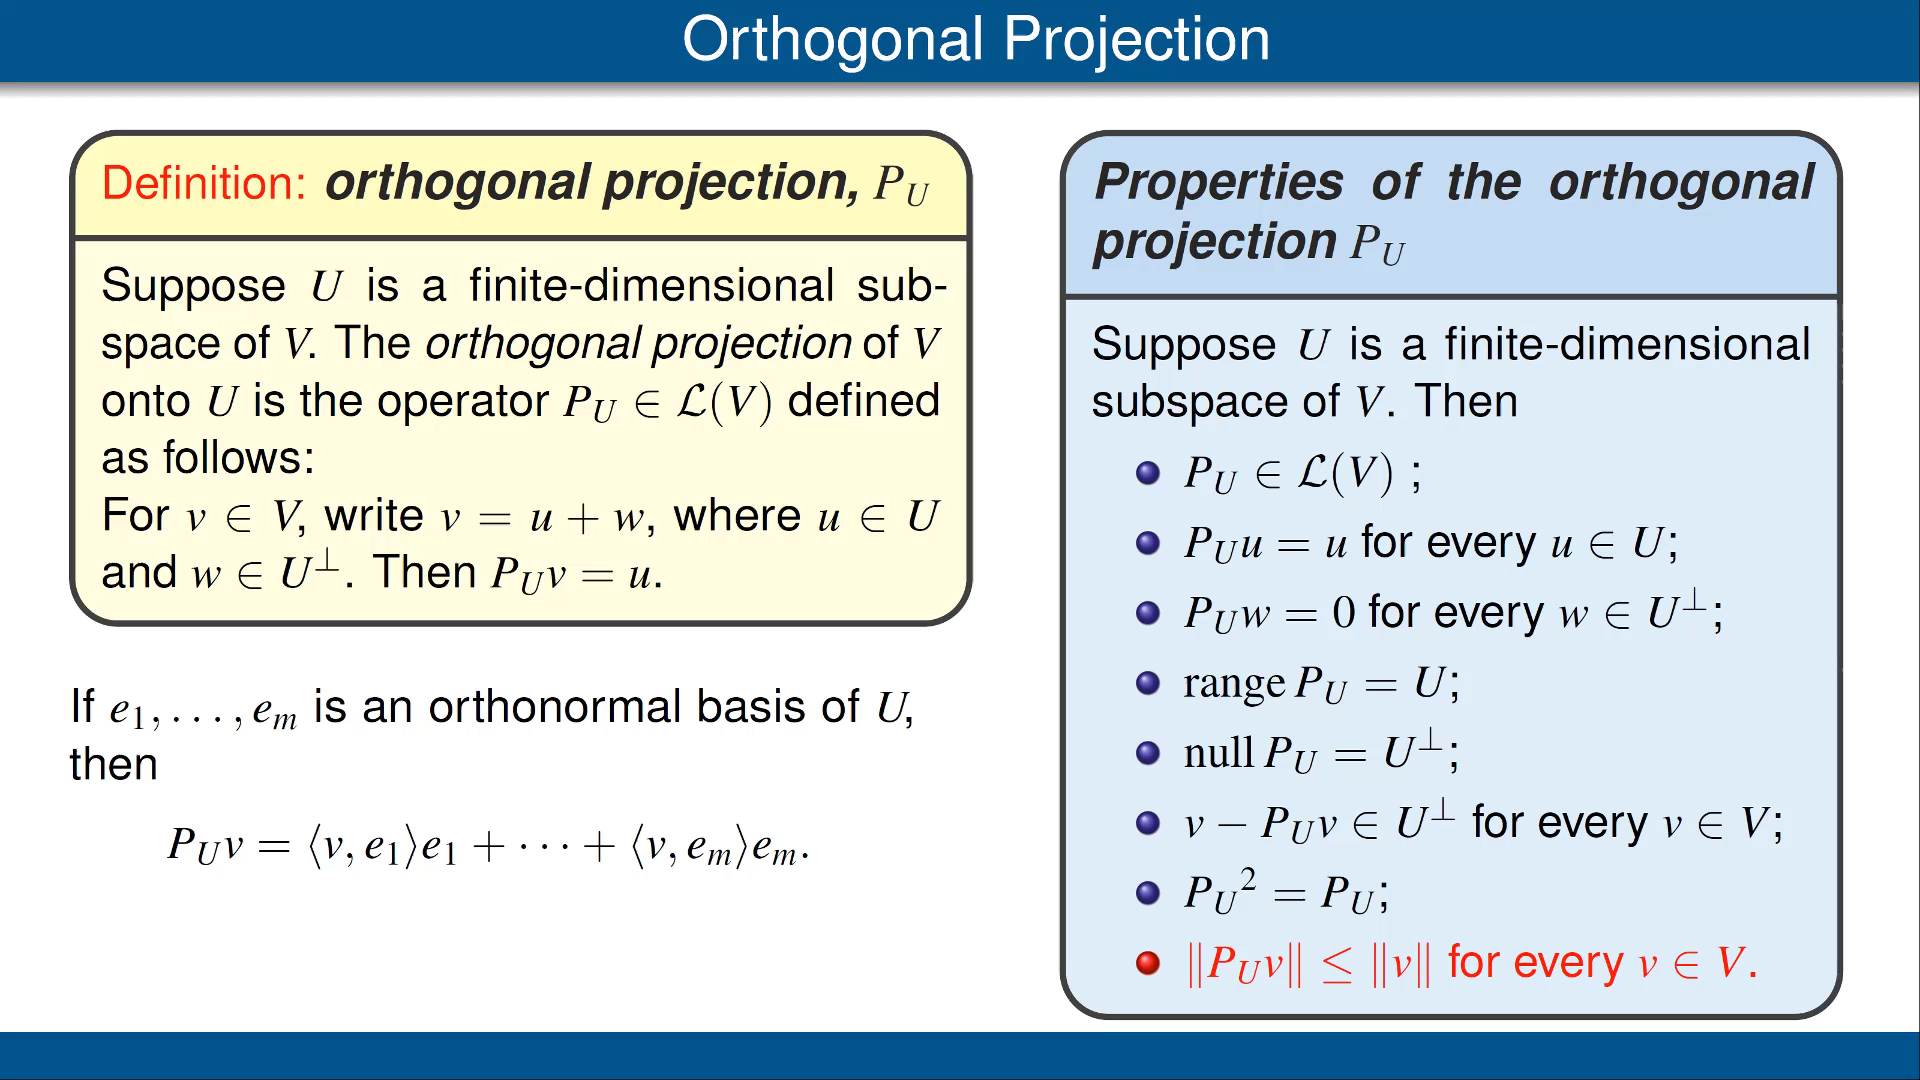 Orthogonal Projection
Definition: orthogonal projection, P_U
Suppose U is a finite-dimensional sub-
space of V. The orthogonal projection of V
onto U is the operator P_U ∈ ℒ(V) defined
as follows:
For v ∈ V, write v = u + w, where u ∈ U
and w ∈ U^⊥. Then P_U v = u.
If e_1, . . . , e_m is an orthonormal basis of U,
then
P_U v = ⟨v, e_1⟩e_1 + · · · + ⟨v, e_m⟩e_m.
Properties of the orthogonal
projection P_U
Suppose U is a finite-dimensional
subspace of V. Then
P_U ∈ ℒ(V) ;
P_U u = u for every u ∈ U;
P_U w = 0 for every w ∈ U^⊥;
range P_U = U;
null P_U = U^⊥;
v − P_U v ∈ U^⊥ for every v ∈ V;
P_U^2 = P_U;
‖P_U v‖ ≤ ‖v‖ for every v ∈ V.